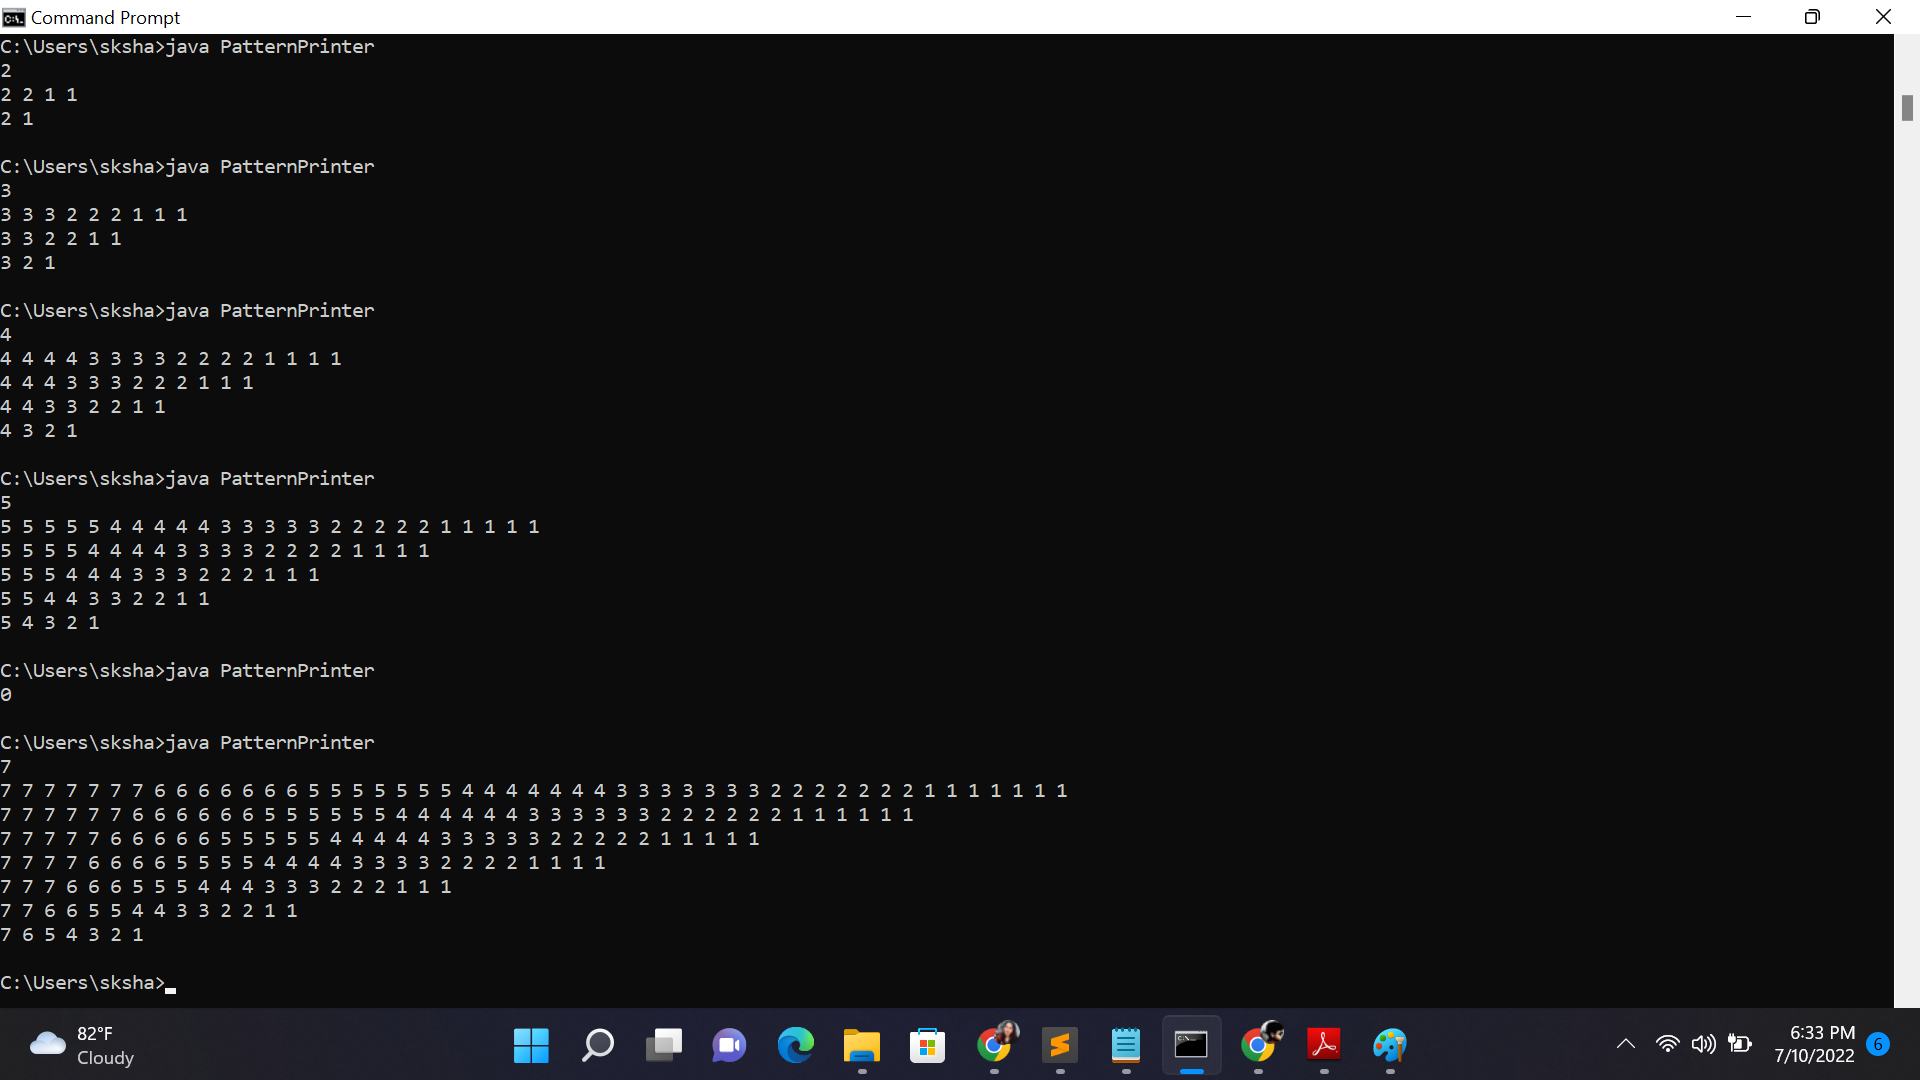 Command Prompt
C:\Users\sksha>java PatternPrinter
2
2 2 1 1
2 1
C:\Users\sksha>java PatternPrinter
3
3 3 3 2 2 2 1 1 1
3 3 2 2 1 1
3 2 1
C:\Users\sksha>java PatternPrinter
4
4 4 4 4 3 3 3 3 2 2 2 2 1 1 1 1
4 4 4 3 3 3 2 2 2 1 1 1
4 4 3 3 2 2 1 1
4 3 2 1
C:\Users\sksha>java PatternPrinter
5
5 5 5 5 5 4 4 4 4 4 3 3 3 3 3 2 2 2 2 2 1 1 1 1 1
5 5 5 5 4 4 4 4 3 3 3 3 2 2 2 2 1 1 1 1
5 5 5 4 4 4 3 3 3 2 2 2 1 1 1
5 5 4 4 3 3 2 2 1 1
5 4 3 2 1
C:\Users\sksha>java PatternPrinter
0
C:\Users\sksha>java PatternPrinter
7
7 7 7 7 7 7 7 6 6 6 6 6 6 6 5 5 5 5 5 5 5 4 4 4 4 4 4 4 3 3 3 3 3 3 3 2 2 2 2 2 2 2 1 1 1 1 1 1 1
7 7 7 7 7 7 6 6 6 6 6 6 5 5 5 5 5 5 4 4 4 4 4 4 3 3 3 3 3 3 2 2 2 2 2 2 1 1 1 1 1 1
7 7 7 7 7 6 6 6 6 6 5 5 5 5 5 4 4 4 4 4 3 3 3 3 3 2 2 2 2 2 1 1 1 1 1
7 7 7 7 6 6 6 6 5 5 5 5 4 4 4 4 3 3 3 3 2 2 2 2 1 1 1 1
7 7 7 6 6 6 5 5 5 4 4 4 3 3 3 2 2 2 1 1 1
7 7 6 6 5 5 4 4 3 3 2 2 1 1
7 6 5 4 3 2 1
C:\Users\sksha>
82°F
Cloudy
6:33 PM
7/10/2022
6